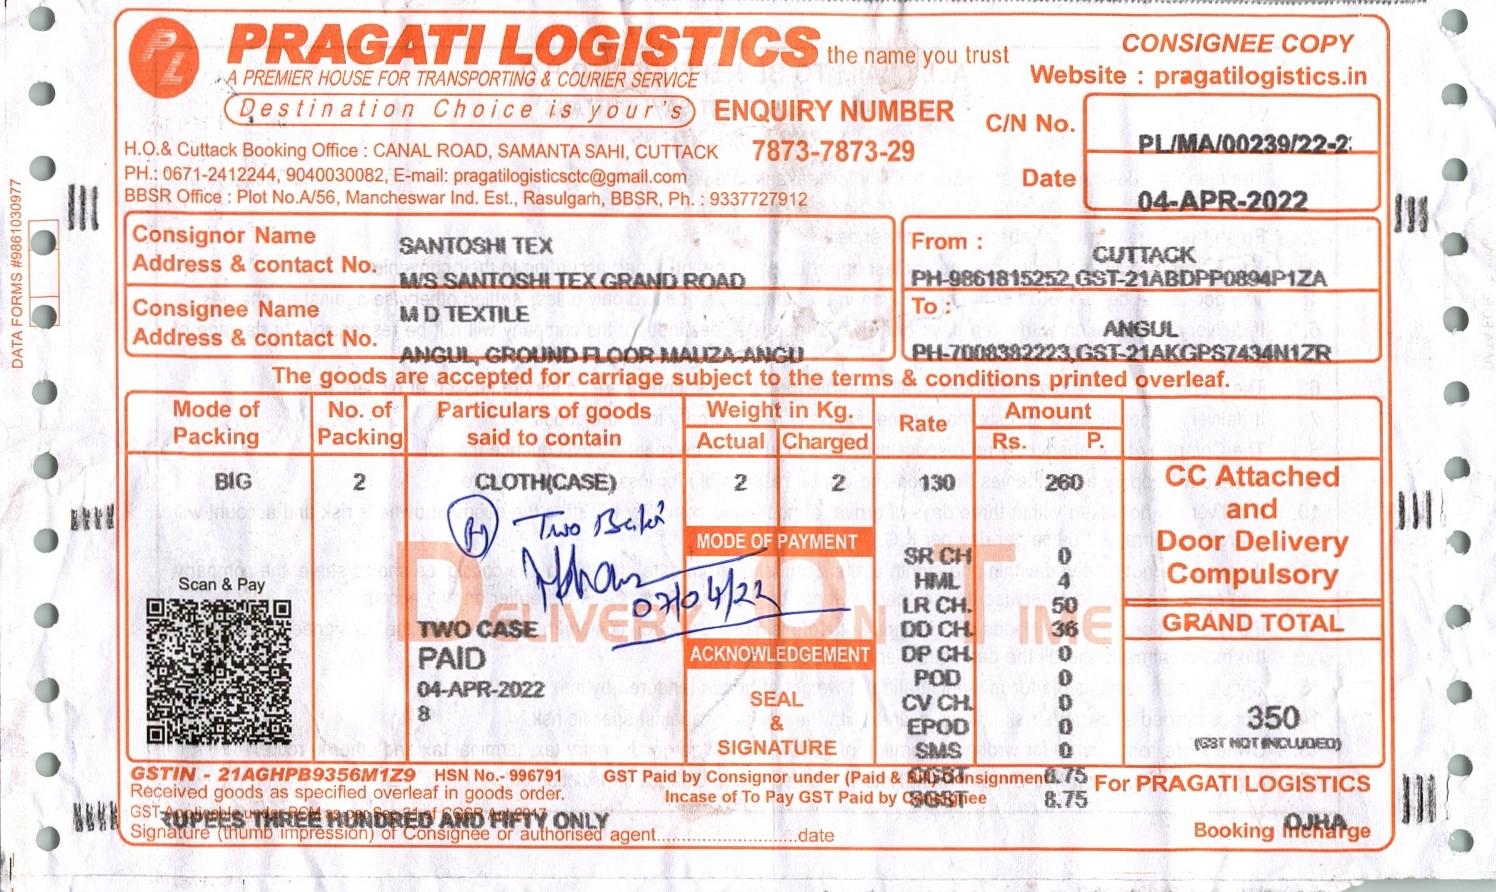 PRAGATI LOGISTICS the name you trust
A PREMIER HOUSE FOR TRANSPORTING & COURIER SERVICE
Destination Choice is your's
CONSIGNEE COPY
Website : pragatilogistics.in
ENQUIRY NUMBER
7873-7873-29
C/N No. PL/MA/00239/22-2
Date 04-APR-2022
H.O.& Cuttack Booking Office : CANAL ROAD, SAMANTA SAHI, CUTTACK
PH.: 0671-2412244, 9040030082, E-mail: pragatilogisticsctc@gmail.com
BBSR Office : Plot No.A/56, Mancheswar Ind. Est., Rasulgarh, BBSR, Ph. : 9337727912
DATA FORMS #9861030977
Consignor Name SANTOSHI TEX
Address & contact No. M/S SANTOSHI TEX GRAND ROAD
From : CUTTACK
PH-9861815252,GST-21ABDPP0894P1ZA
Consignee Name M D TEXTILE
Address & contact No. ANGUL, GROUND FLOOR MAUZA-ANGU
To : ANGUL
PH-7008382223,GST-21AKGPS7434N1ZR
The goods are accepted for carriage subject to the terms & conditions printed overleaf.
Mode of Packing No. of Packing Particulars of goods said to contain Weight in Kg. Actual Charged Rate Amount Rs. P.
BIG 2 CLOTH(CASE) 2 2 130 260
CC Attached
and
Door Delivery
Compulsory
Two
07/04/22
MODE OF PAYMENT
DELIVERY ON TIME
Scan & Pay
TWO CASE
PAID
04-APR-2022
8
ACKNOWLEDGEMENT
SEAL
&
SIGNATURE
SR CH 0
HML 4
LR CH. 50
DD CH. 36
DP CH. 0
POD 0
CV CH. 0
EPOD 0
SMS 0
CGST 8.75
SGST 8.75
GRAND TOTAL
350
(GST NOT INCLUDED)
GSTIN - 21AGHPB9356M1Z9 HSN No.- 996791
GST Paid by Consignor under (Paid & Bill) Consignment
Incase of To Pay GST Paid by Consignee
Received goods as specified overleaf in goods order.
RUPEES THREE HUNDRED AND FIFTY ONLY
Signature (thumb impression) of Consignee or authorised agent............................date
For PRAGATI LOGISTICS
OJHA
Booking Incharge